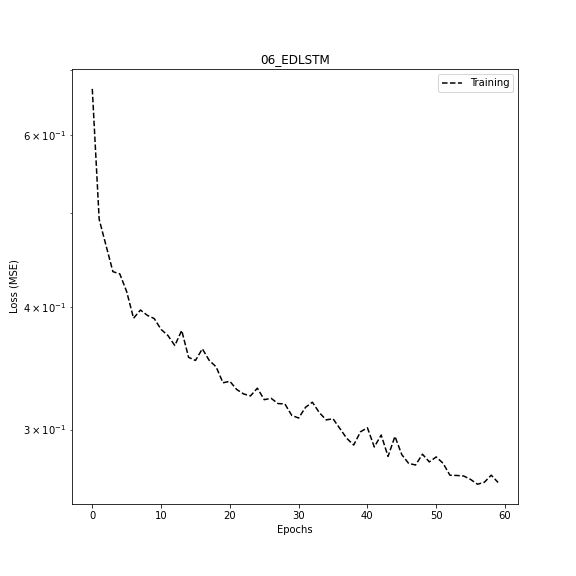 06_EDLSTM
Training
6 × 10⁻¹
4 × 10⁻¹
3 × 10⁻¹
Loss (MSE)
0 10 20 30 40 50 60
Epochs